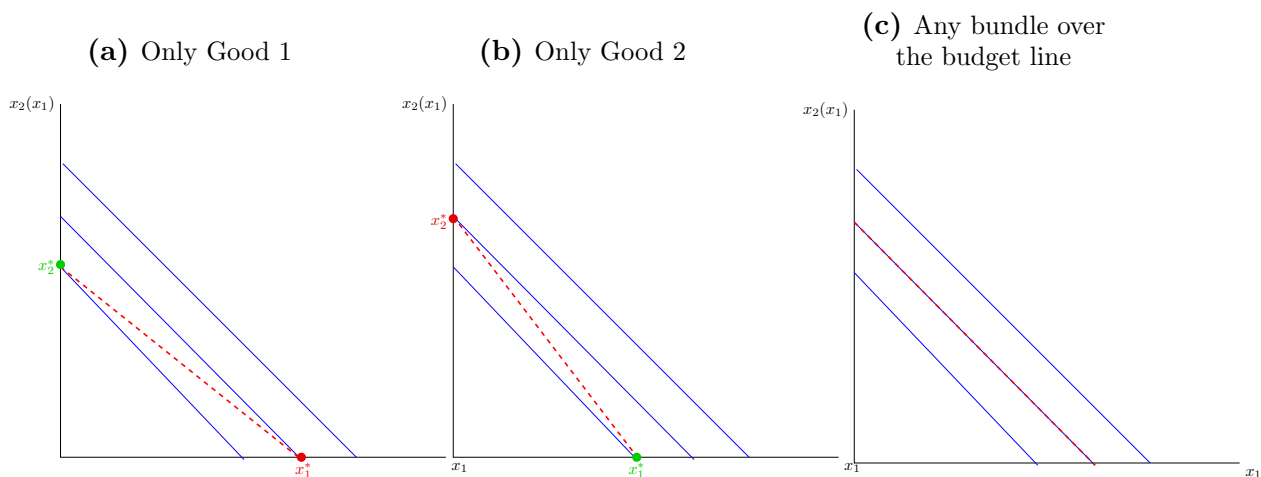 (a) Only Good 1
x₂(x₁)
x₂*
x₁*
x₁
(b) Only Good 2
x₂(x₁)
x₂*
x₁*
x₁
(c) Any bundle over
the budget line
x₂(x₁)
x₁